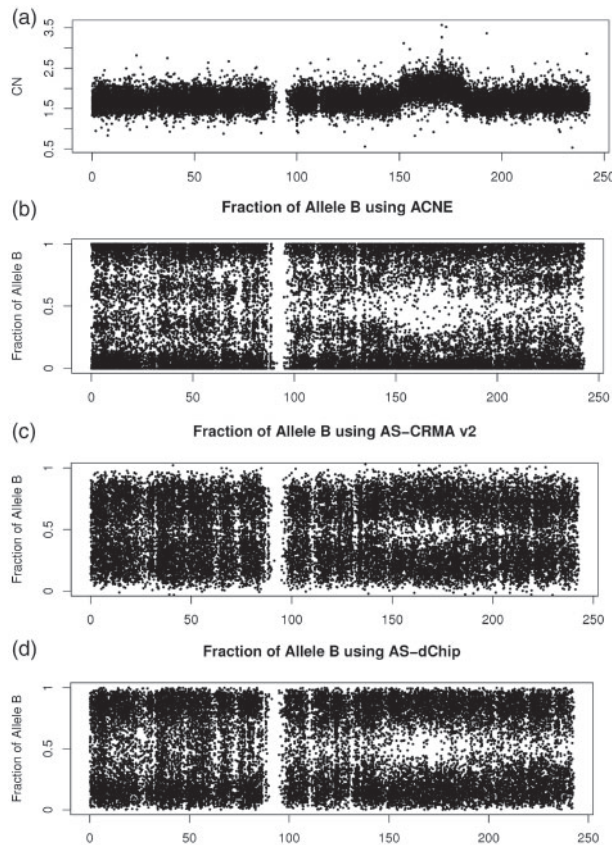 (a)
CN
3.5
2.5
1.5
0.5
0 50 100 150 200 250
(b)
Fraction of Allele B using ACNE
Fraction of Allele B
1
0.5
0
0 50 100 150 200 250
(c)
Fraction of Allele B using AS-CRMA v2
Fraction of Allele B
1
0.5
0
0 50 100 150 200 250
(d)
Fraction of Allele B using AS-dChip
Fraction of Allele B
1
0.5
0
0 50 100 150 200 250